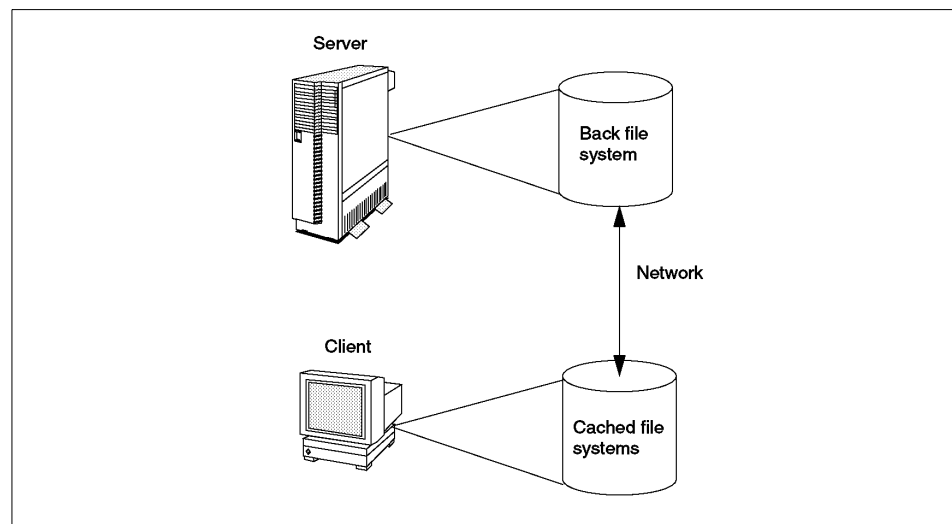 Server
Back file
system
Network
Client
Cached file
systems